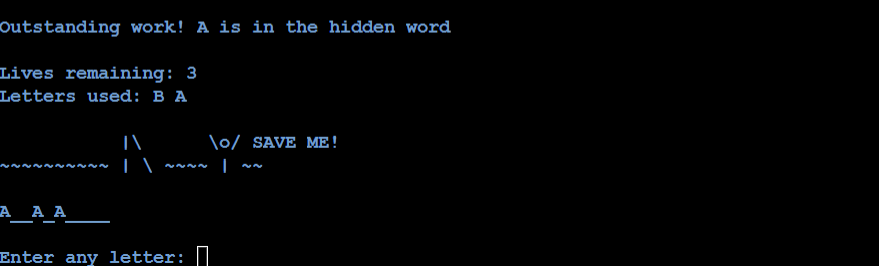 Outstanding work! A is in the hidden word
Lives remaining: 3
Letters used: B A
|\      \o/ SAVE ME!
~~~~~~~~~~ | \ ~~~~ | ~~
A__A_A____
Enter any letter: